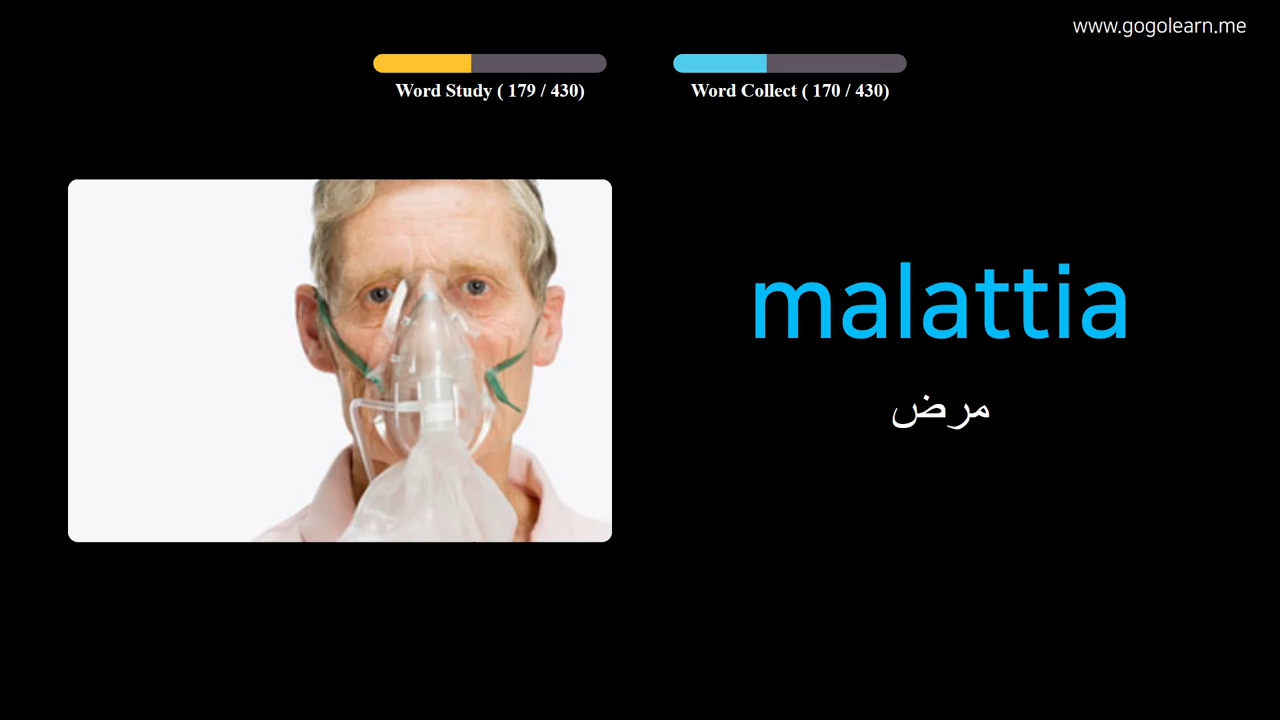 www.gogolearn.me
Word Study ( 179 / 430)
Word Collect ( 170 / 430)
malattia
مرض